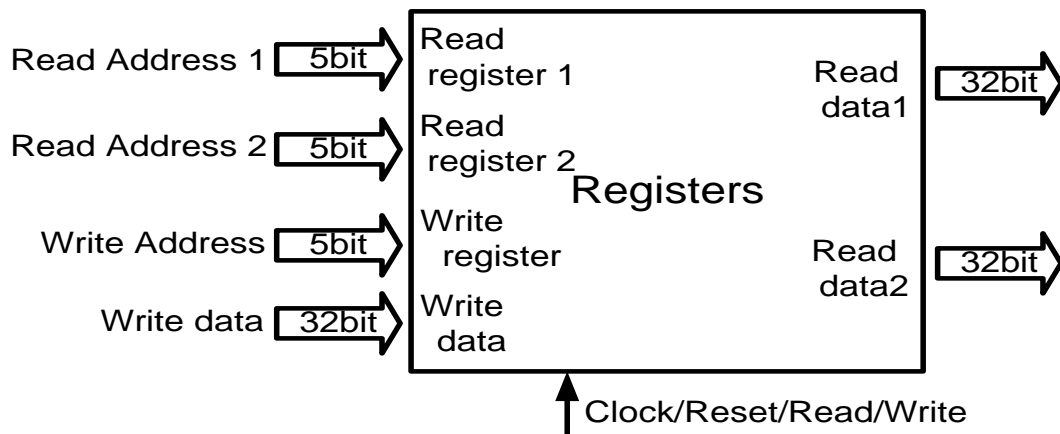 Read Address 1
5bit
Read
register 1
Read
data1
32bit
Read Address 2
5bit
Read
register 2
Registers
Write Address
5bit
Write
register
Read
data2
32bit
Write data
32bit
Write
data
Clock/Reset/Read/Write